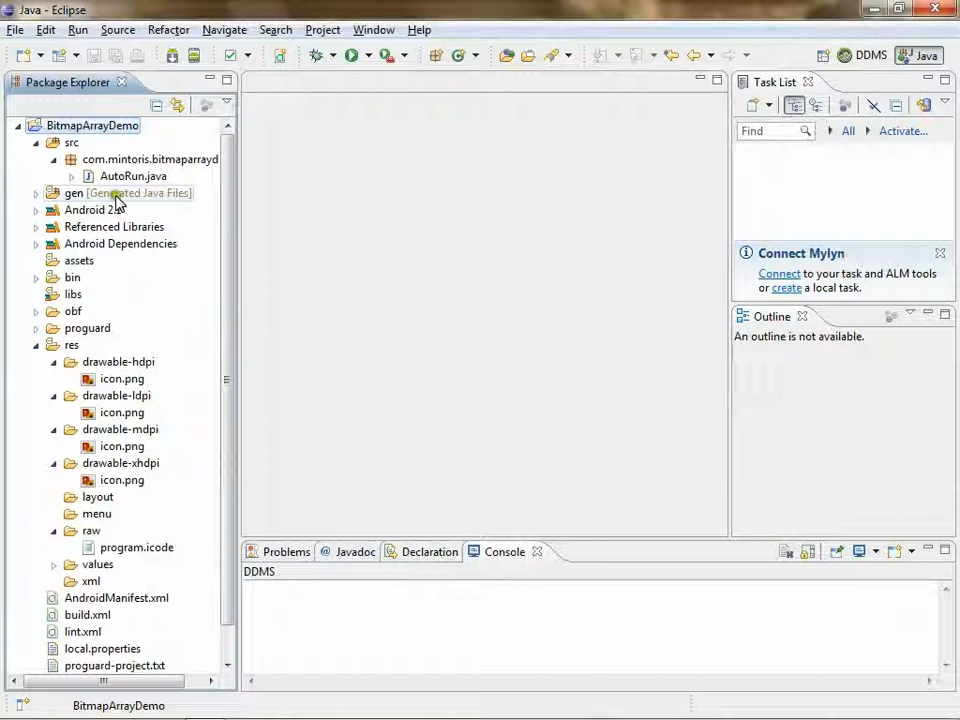 Java - Eclipse
File Edit Run Source Refactor Navigate Search Project Window Help
DDMS Java
Package Explorer
BitmapArrayDemo
src
com.mintoris.bitmaparrayd
AutoRun.java
gen [Generated Java Files]
Android 2.
Referenced Libraries
Android Dependencies
assets
bin
libs
obf
proguard
res
drawable-hdpi
icon.png
drawable-ldpi
icon.png
drawable-mdpi
icon.png
drawable-xhdpi
icon.png
layout
menu
raw
program.icode
values
xml
AndroidManifest.xml
build.xml
lint.xml
local.properties
proguard-project.txt
Task List
Find All Activate...
Connect Mylyn
Connect to your task and ALM tools
or create a local task.
Outline
An outline is not available.
Problems Javadoc Declaration Console
DDMS
BitmapArrayDemo